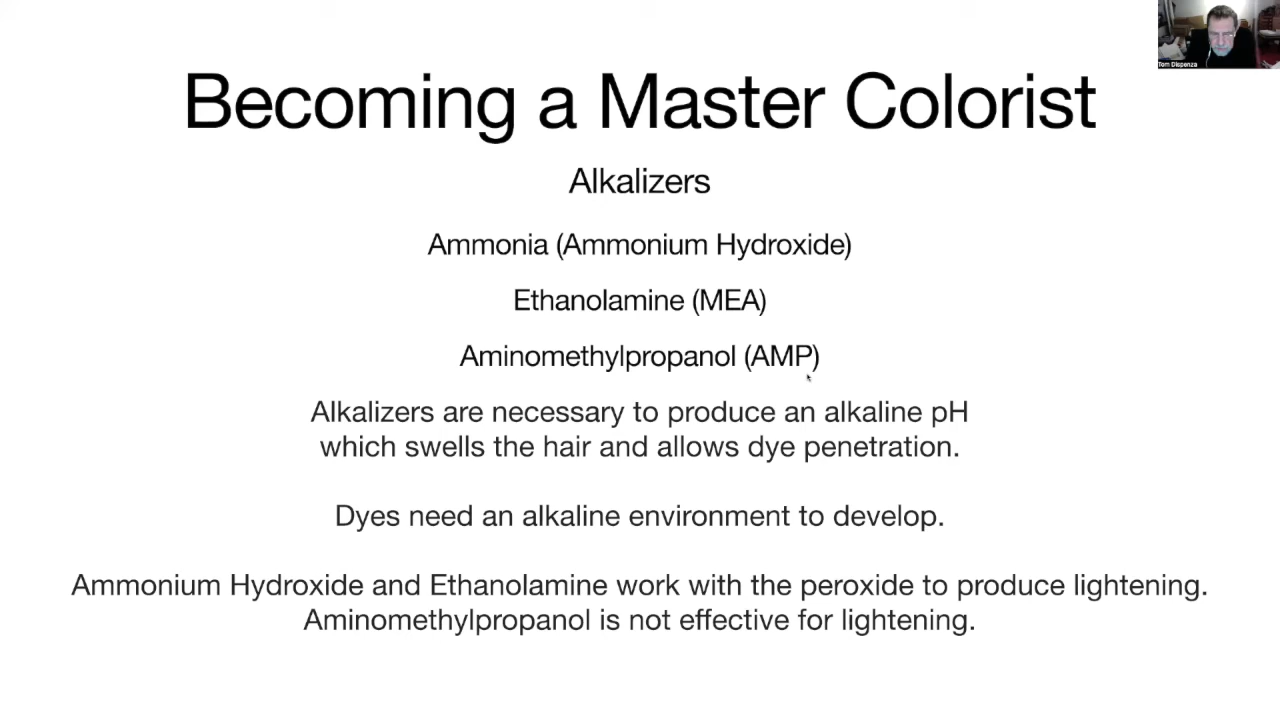 Tom Dispenza
Becoming a Master Colorist
Alkalizers
Ammonia (Ammonium Hydroxide)
Ethanolamine (MEA)
Aminomethylpropanol (AMP)
Alkalizers are necessary to produce an alkaline pH
which swells the hair and allows dye penetration.
Dyes need an alkaline environment to develop.
Ammonium Hydroxide and Ethanolamine work with the peroxide to produce lightening.
Aminomethylpropanol is not effective for lightening.